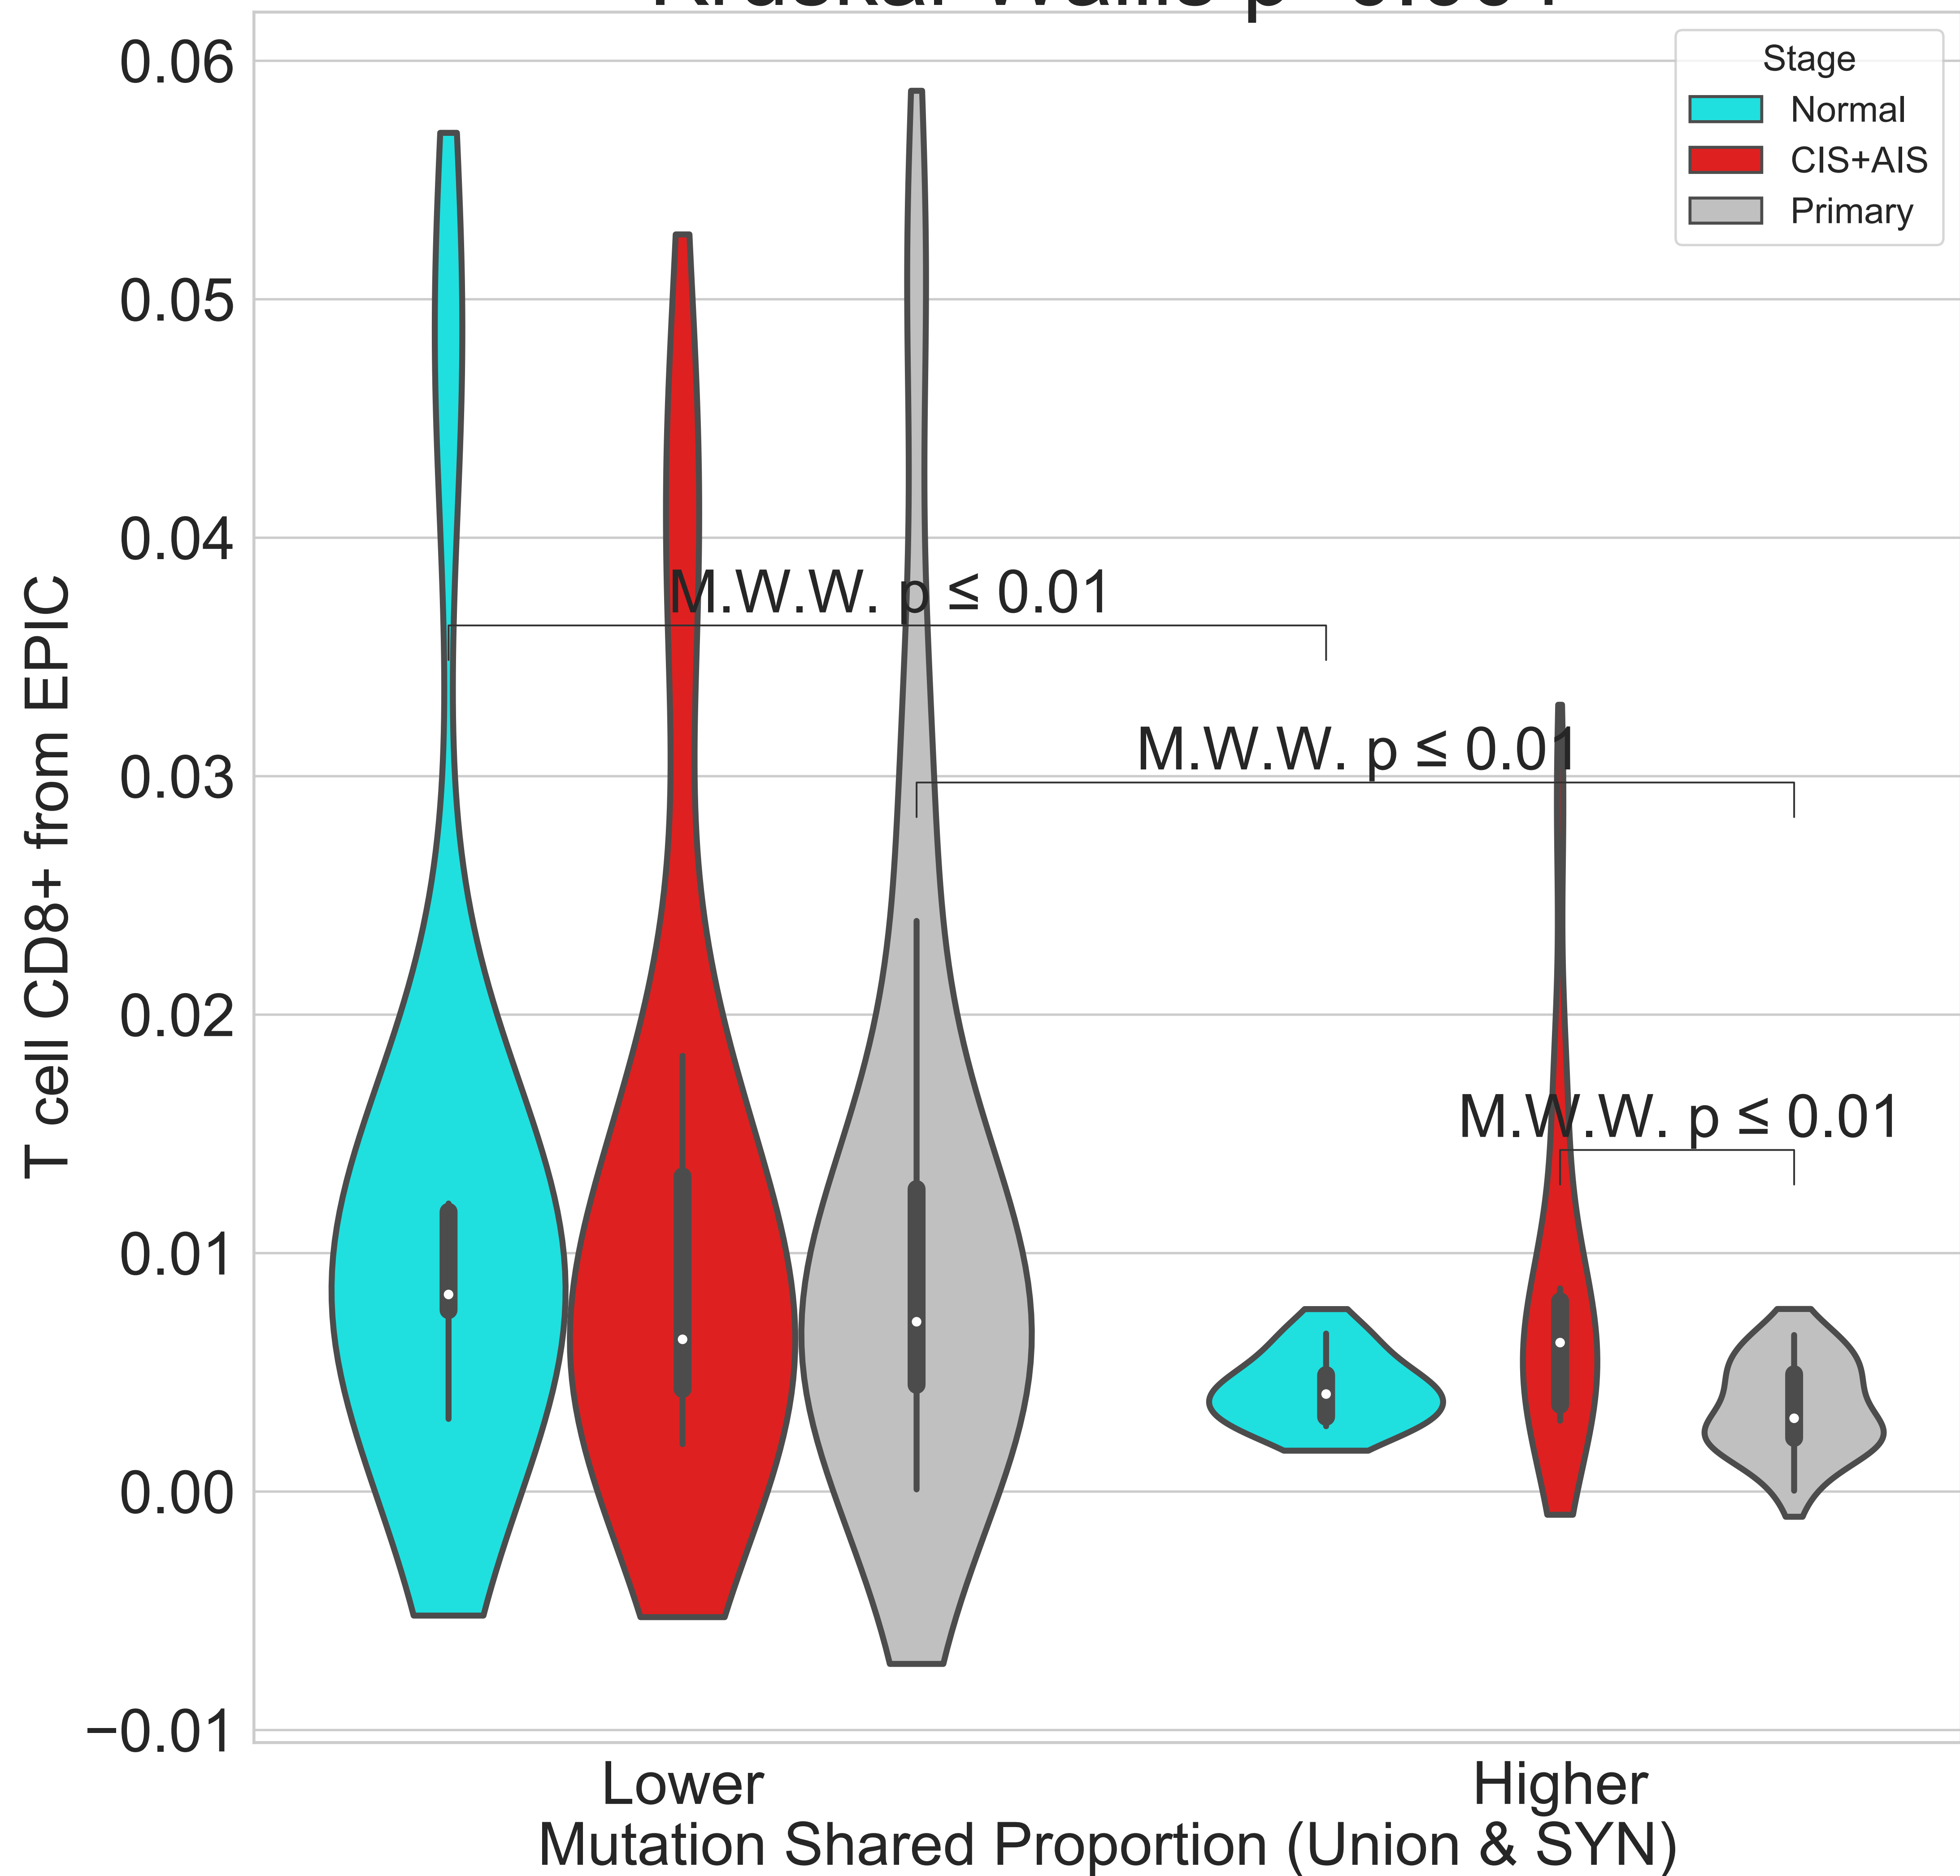 Stage
Normal
CIS+AIS
Primary
0.06
0.05
0.04
0.03
0.02
0.01
0.00
−0.01
T cell CD8+ from EPIC
M.W.W. p ≤ 0.01
M.W.W. p ≤ 0.01
M.W.W. p ≤ 0.01
Lower
Higher
Mutation Shared Proportion (Union & SYN)